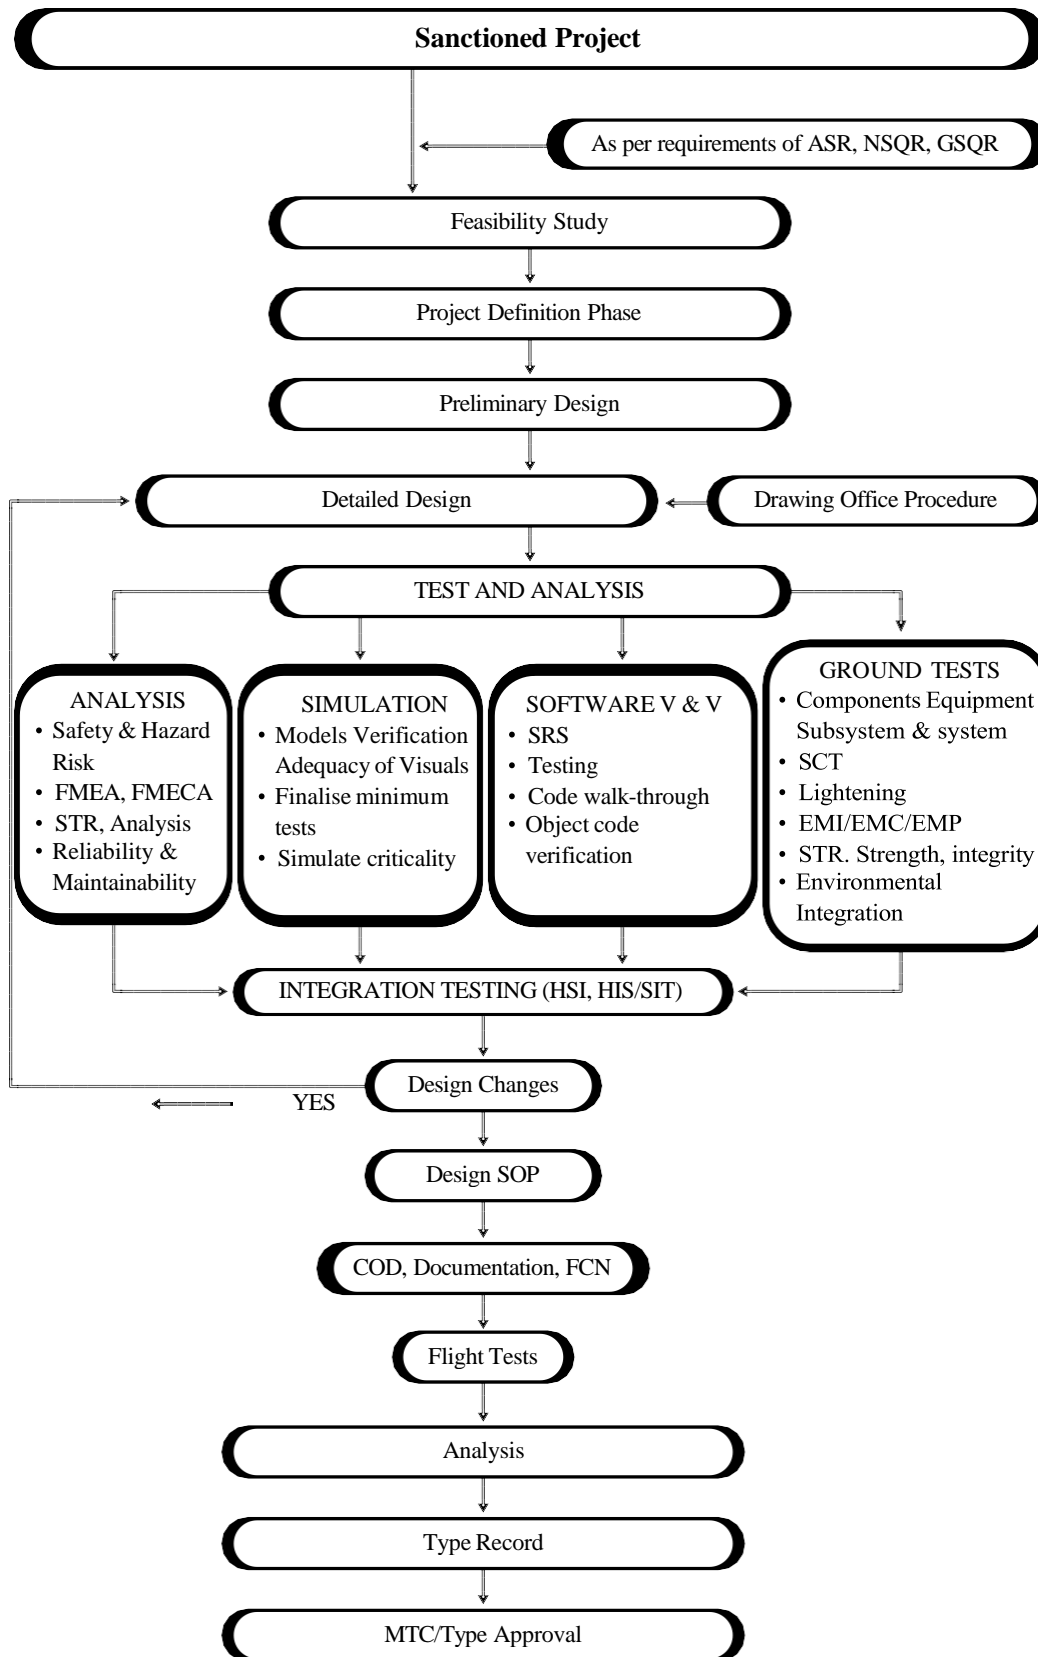 Sanctioned Project
As per requirements of ASR, NSQR, GSQR
Feasibility Study
Project Definition Phase
Preliminary Design
Detailed Design
Drawing Office Procedure
TEST AND ANALYSIS
ANALYSIS
• Safety & Hazard
Risk
• FMEA, FMECA
• STR, Analysis
• Reliability &
Maintainability
SIMULATION
• Models Verification
Adequacy of Visuals
• Finalise minimum
tests
• Simulate criticality
SOFTWARE V & V
• SRS
• Testing
• Code walk-through
• Object code
verification
GROUND TESTS
• Components Equipment
Subsystem & system
• SCT
• Lightening
• EMI/EMC/EMP
• STR. Strength, integrity
• Environmental
Integration
INTEGRATION TESTING (HSI, HIS/SIT)
Design Changes
YES
Design SOP
COD, Documentation, FCN
Flight Tests
Analysis
Type Record
MTC/Type Approval